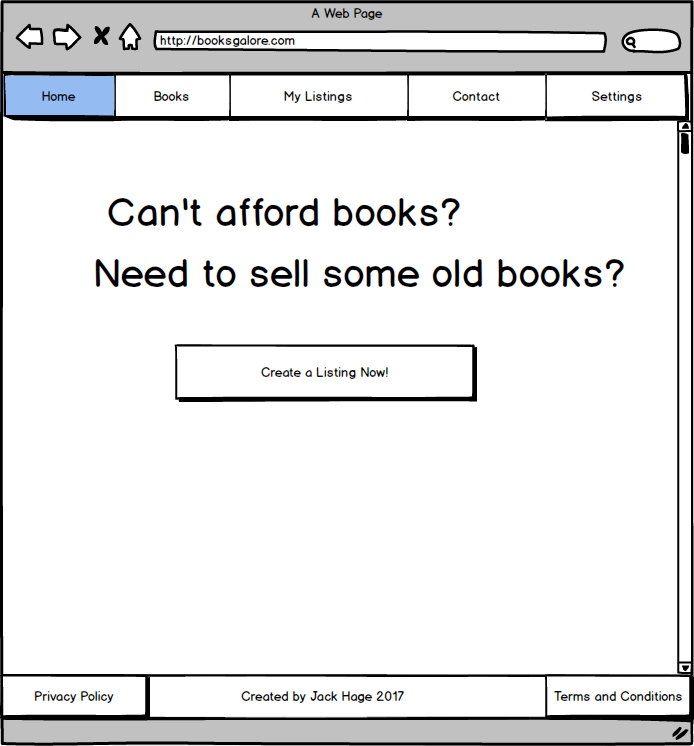 A Web Page
http://booksgalore.com
Home Books My Listings Contact Settings
Can't afford books?
Need to sell some old books?
Create a Listing Now!
Privacy Policy Created by Jack Hage 2017 Terms and Conditions